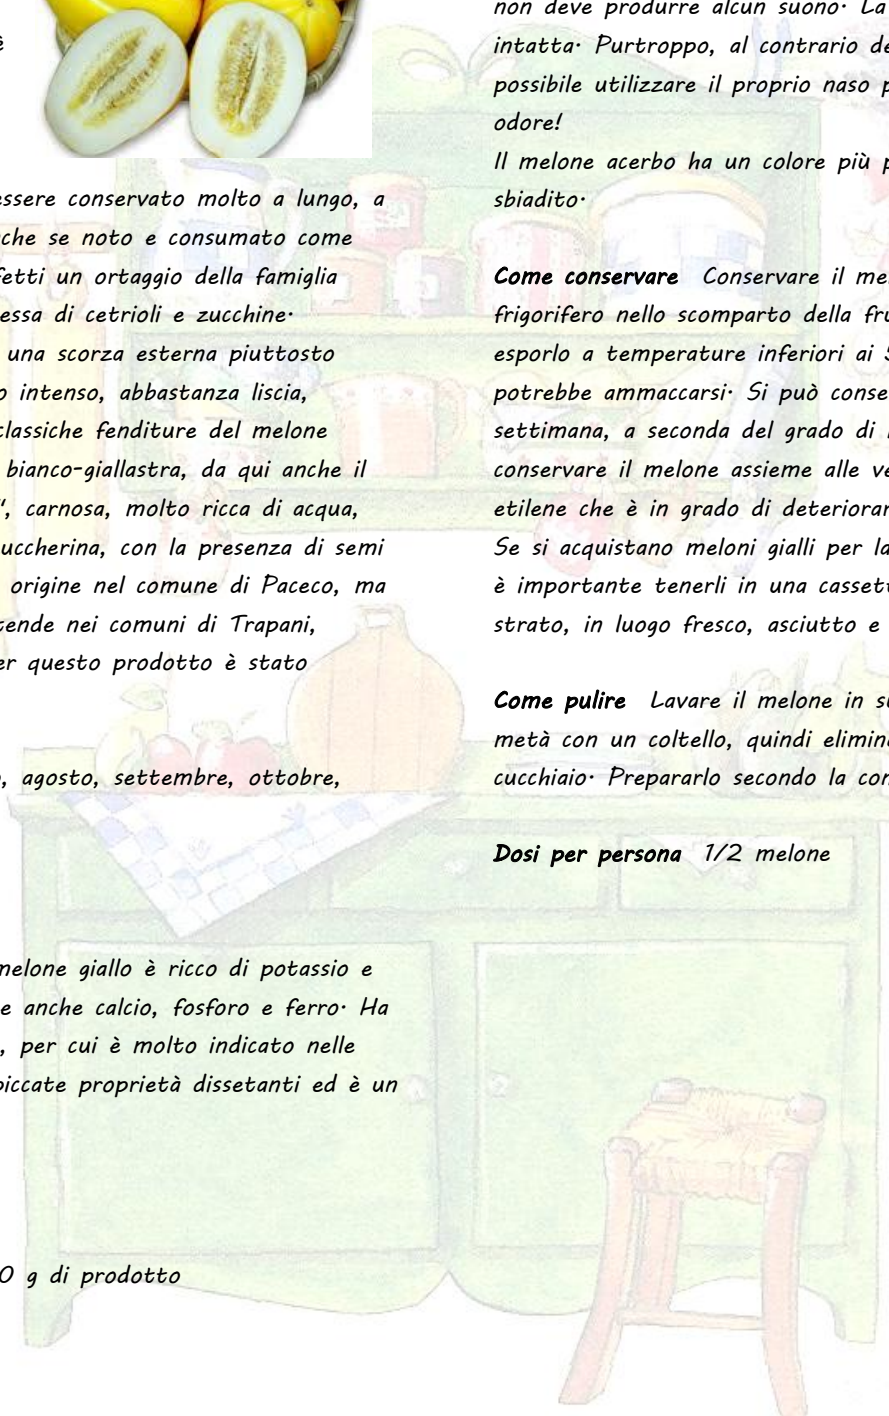 è
essere conservato molto a lungo, a
che se noto e consumato come
fetti un ortaggio della famiglia
essa di cetrioli e zucchine·
una scorza esterna piuttosto
o intenso, abbastanza liscia,
classiche fenditure del melone
bianco-giallastra, da qui anche il
", carnosa, molto ricca di acqua,
uccherina, con la presenza di semi
origine nel comune di Paceco, ma
tende nei comuni di Trapani,
er questo prodotto è stato
, agosto, settembre, ottobre,
melone giallo è ricco di potassio e
e anche calcio, fosforo e ferro· Ha
, per cui è molto indicato nelle
piccate proprietà dissetanti ed è un
0 g di prodotto
non deve produrre alcun suono· La
intatta· Purtroppo, al contrario de
possibile utilizzare il proprio naso p
odore!
Il melone acerbo ha un colore più p
sbiadito·
Come conservare Conservare il me
frigorifero nello scomparto della fru
esporlo a temperature inferiori ai 5
potrebbe ammaccarsi· Si può conse
settimana, a seconda del grado di
conservare il melone assieme alle ve
etilene che è in grado di deteriorar
Se si acquistano meloni gialli per la
è importante tenerli in una cassett
strato, in luogo fresco, asciutto e
Come pulire Lavare il melone in su
metà con un coltello, quindi elimina
cucchiaio· Prepararlo secondo la con
Dosi per persona 1/2 melone